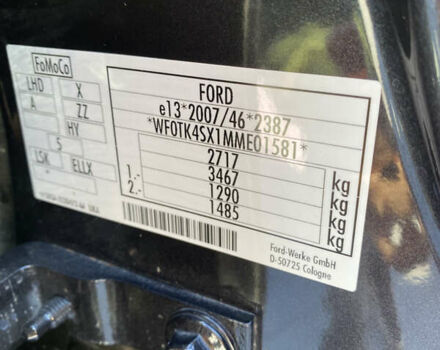 FoMoCo
LHD X
A ZZ
HY
5
LSK ELLX
FORD
e13*2007/46*2387
*WF0TK4SX1MME01581*
2717 kg
3467 kg
1.- 1290 kg
2.- 1485 kg
Ford-Werke GmbH
D-50725 Cologne